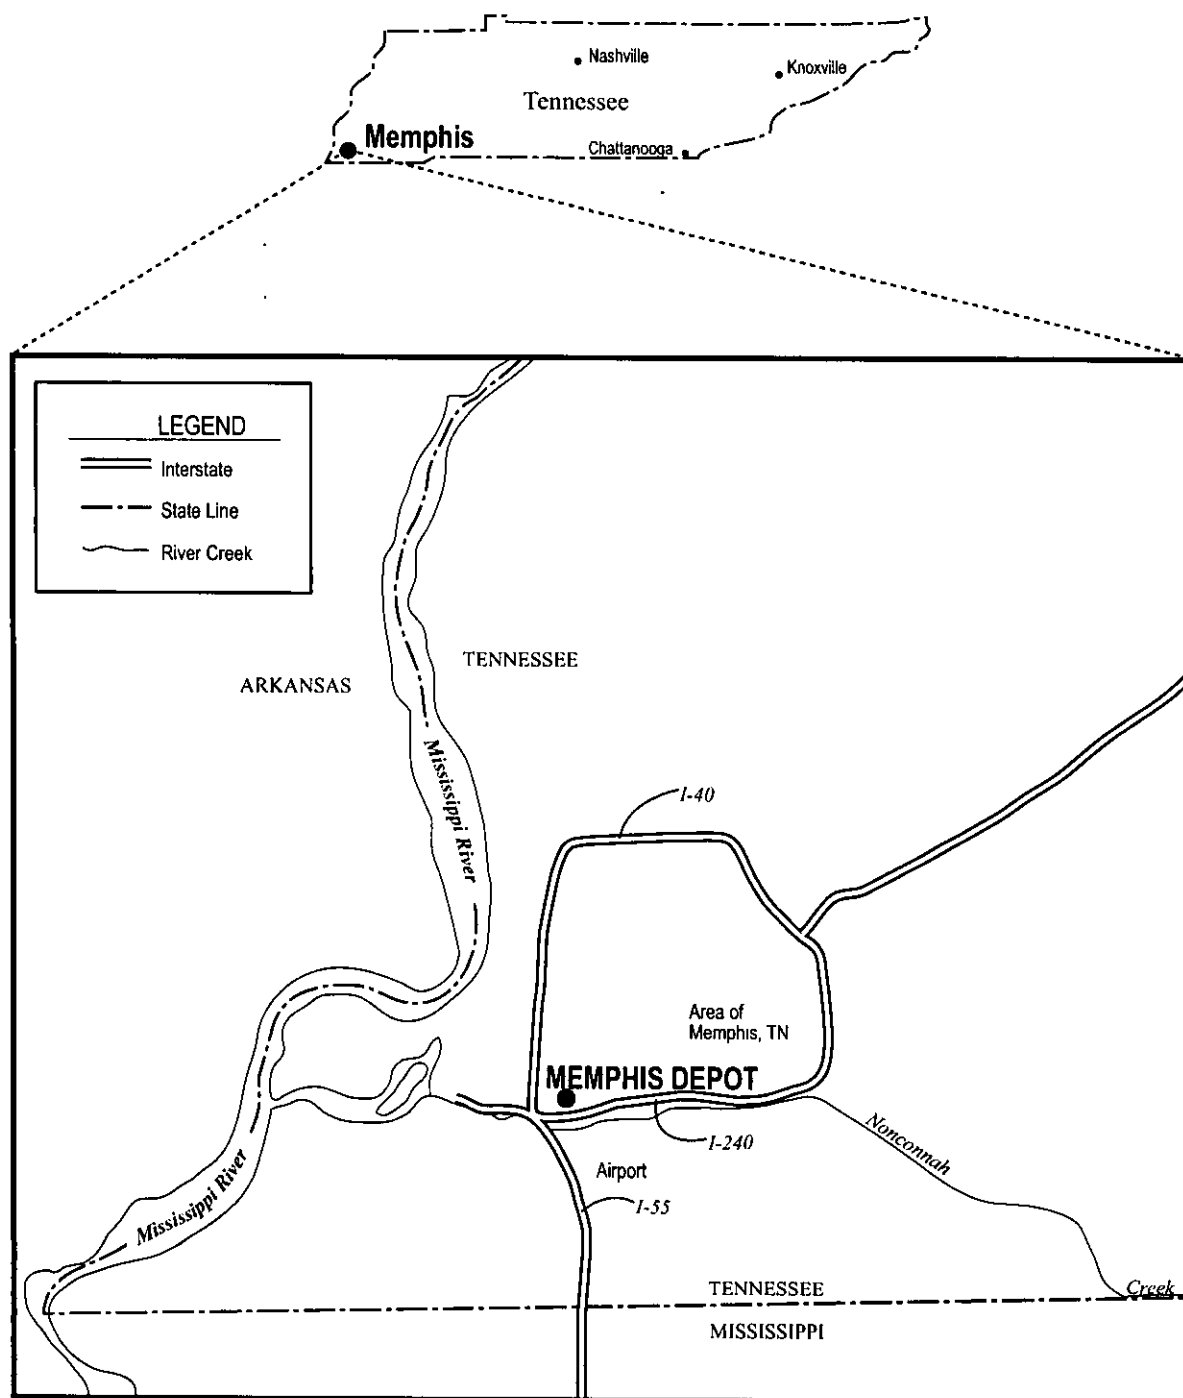 Nashville
Knoxville
Tennessee
Memphis
Chattanooga
LEGEND
Interstate
State Line
River Creek
TENNESSEE
ARKANSAS
Mississippi River
I-40
Area of
Memphis, TN
MEMPHIS DEPOT
Nonconnah
I-240
Airport
Mississippi River
I-55
TENNESSEE
Creek
MISSISSIPPI